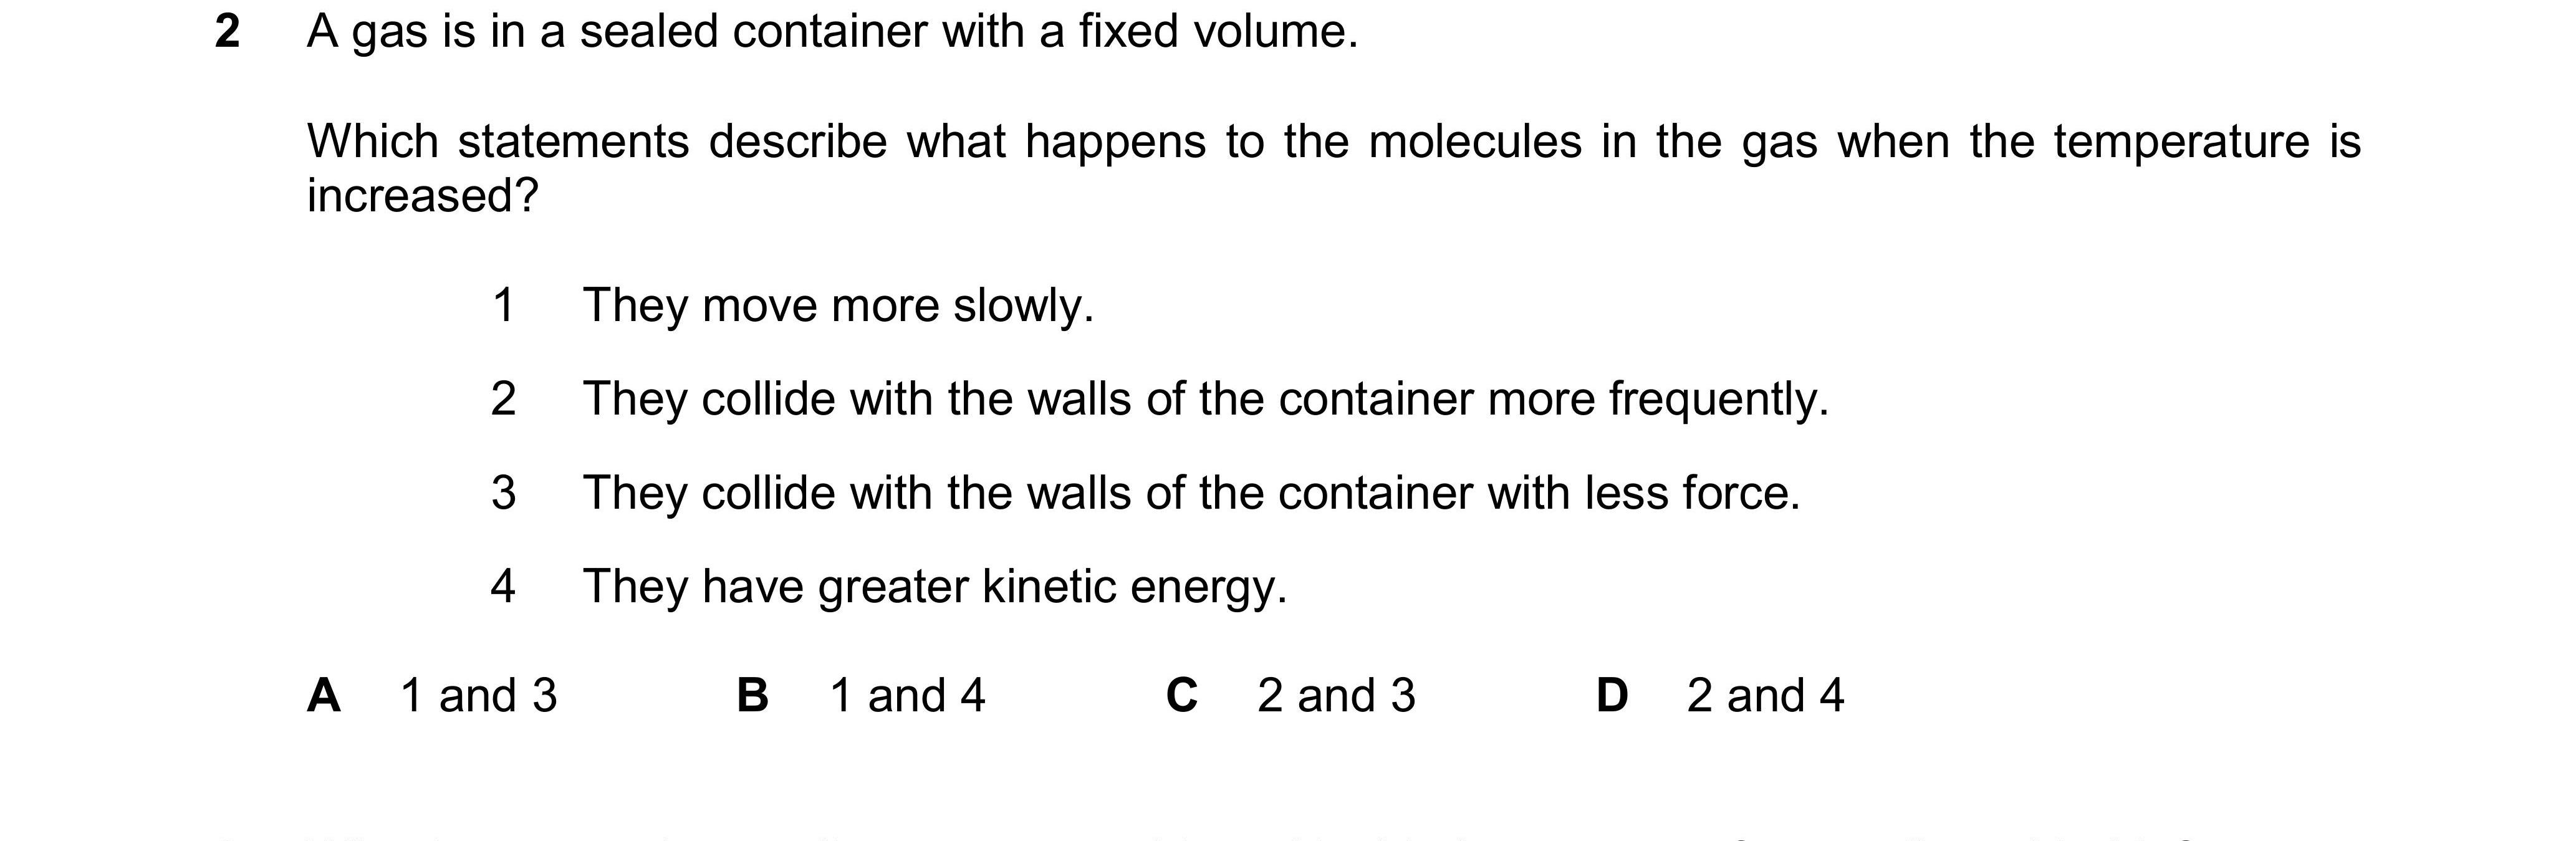 2 A gas is in a sealed container with a fixed volume.
Which statements describe what happens to the molecules in the gas when the temperature is
increased?
1 They move more slowly.
2 They collide with the walls of the container more frequently.
3 They collide with the walls of the container with less force.
4 They have greater kinetic energy.
A 1 and 3 B 1 and 4 C 2 and 3 D 2 and 4